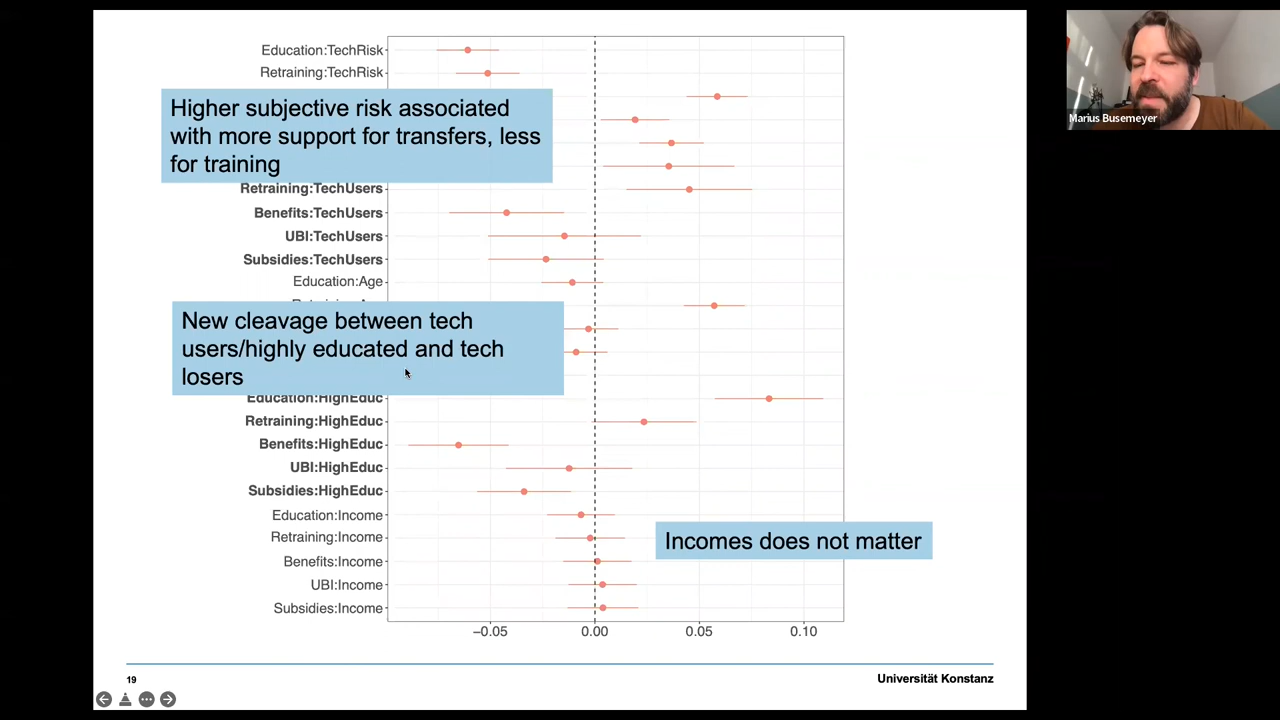 Education:TechRisk
Retraining:TechRisk
Higher subjective risk associated
with more support for transfers, less
for training
Retraining:TechUsers
Benefits:TechUsers
UBI:TechUsers
Subsidies:TechUsers
Education:Age
New cleavage between tech
users/highly educated and tech
losers
Education:HighEduc
Retraining:HighEduc
Benefits:HighEduc
UBI:HighEduc
Subsidies:HighEduc
Education:Income
Retraining:Income
Incomes does not matter
Benefits:Income
UBI:Income
Subsidies:Income
−0.05 0.00 0.05 0.10
19
Universität Konstanz
Marius Busemeyer